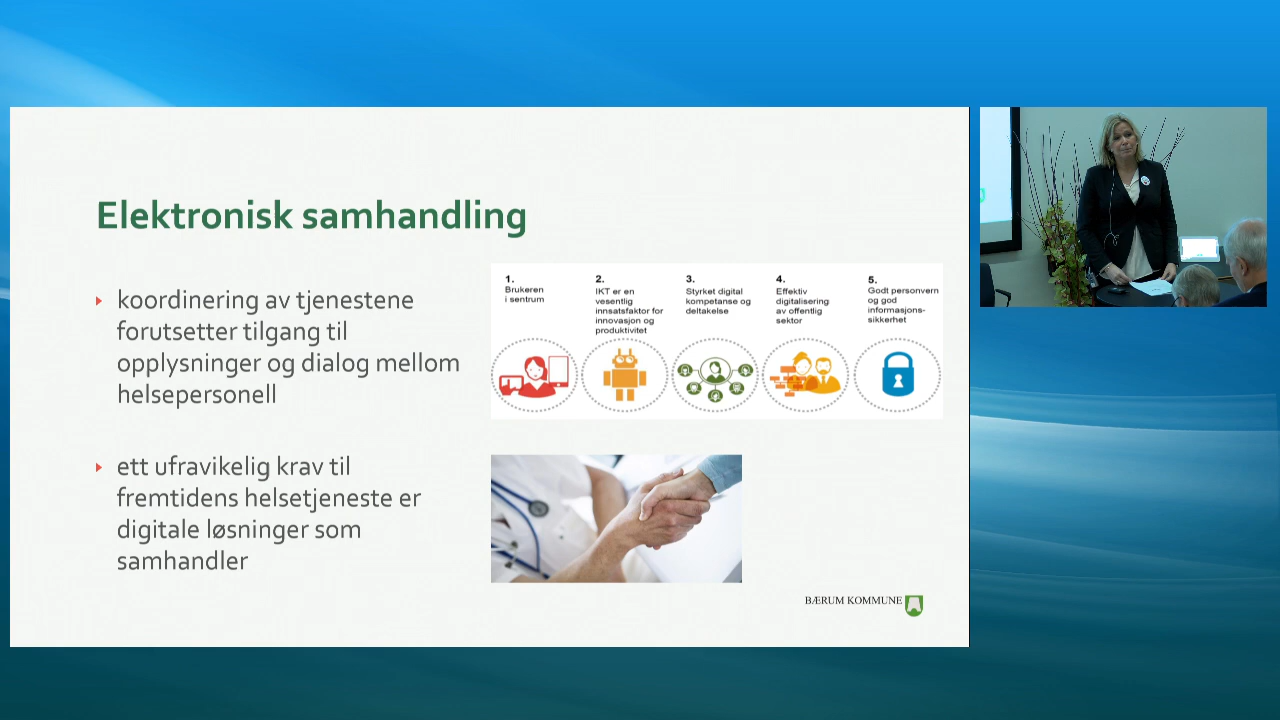 Elektronisk samhandling
koordinering av tjenestene
forutsetter tilgang til
opplysninger og dialog mellom
helsepersonell
ett ufravikelig krav til
fremtidens helsetjeneste er
digitale løsninger som
samhandler
1.
Brukeren
i sentrum
2.
IKT er en
vesentlig
innsatsfaktor for
innovasjon og
produktivitet
3.
Styrket digital
kompetanse og
deltakelse
4.
Effektiv
digitalisering
av offentlig
sektor
5.
Godt personvern
og god
informasjons-
sikkerhet
BÆRUM KOMMUNE